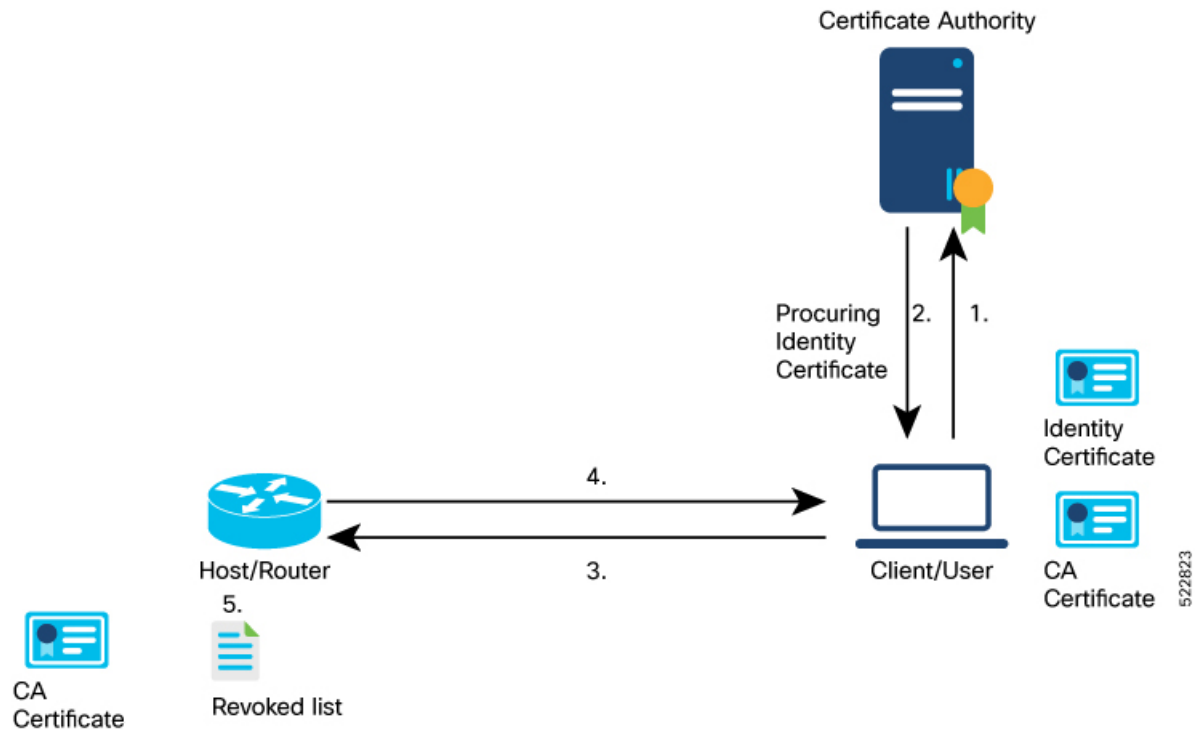 Certificate Authority
Procuring
Identity
Certificate
2.
1.
Identity
Certificate
4.
Host/Router
3.
Client/User
CA
Certificate
522823
5.
CA
Certificate
Revoked list